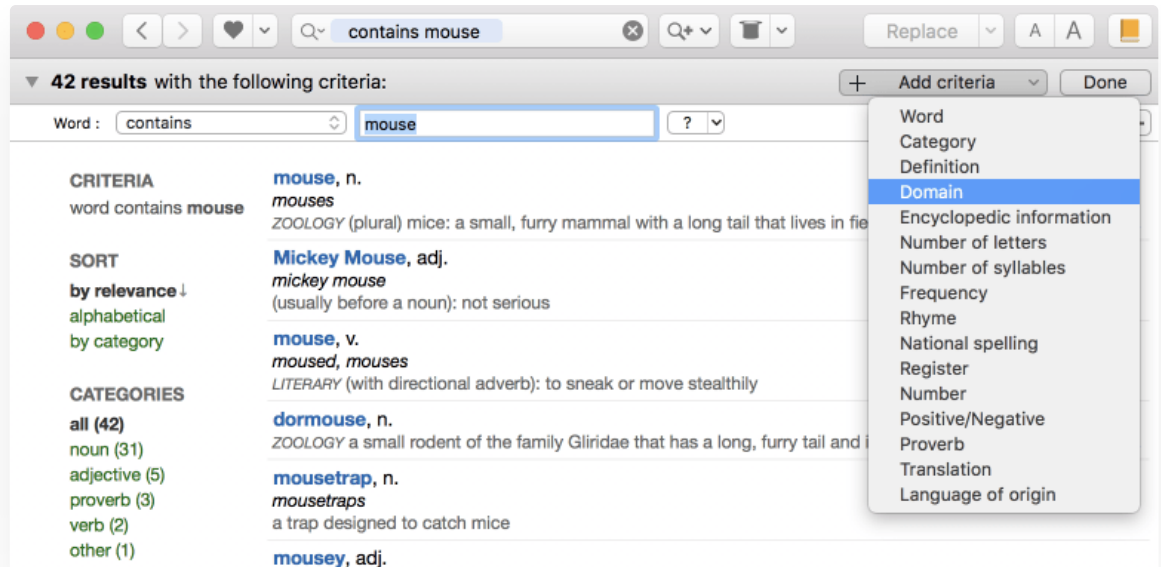 contains mouse
Replace
A A
42 results with the following criteria:
Add criteria
Done
Word : contains mouse ?
Word
Category
Definition
Domain
Encyclopedic information
Number of letters
Number of syllables
Frequency
Rhyme
National spelling
Register
Number
Positive/Negative
Proverb
Translation
Language of origin
CRITERIA
word contains mouse
SORT
by relevance↓
alphabetical
by category
CATEGORIES
all (42)
noun (31)
adjective (5)
proverb (3)
verb (2)
other (1)
mouse, n.
mouses
ZOOLOGY (plural) mice: a small, furry mammal with a long tail that lives in
Mickey Mouse, adj.
mickey mouse
(usually before a noun): not serious
mouse, v.
moused, mouses
LITERARY (with directional adverb): to sneak or move stealthily
dormouse, n.
ZOOLOGY a small rodent of the family Gliridae that has a long, furry tail and
mousetrap, n.
mousetraps
a trap designed to catch mice
mousey, adj.